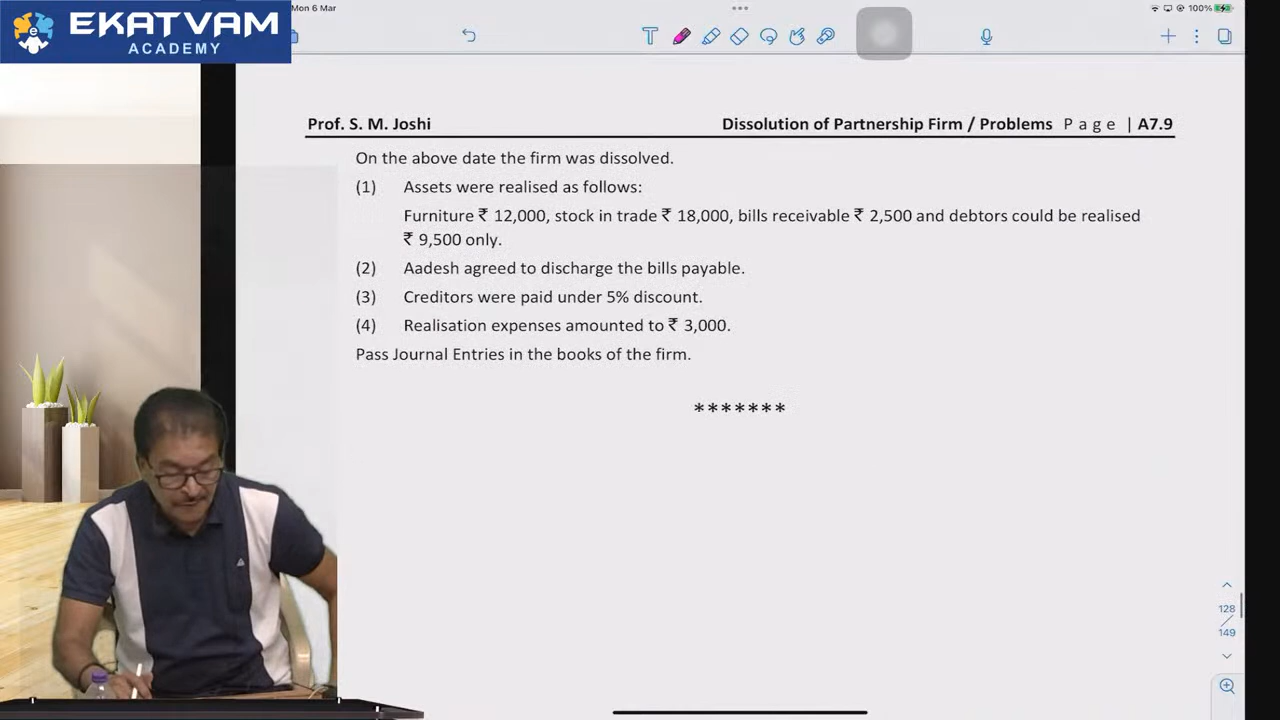 EKATVAM
ACADEMY
Mon 6 Mar
100%
Prof. S. M. Joshi
Dissolution of Partnership Firm / Problems P a g e | A7.9
On the above date the firm was dissolved.
(1) Assets were realised as follows:
Furniture ₹ 12,000, stock in trade ₹ 18,000, bills receivable ₹ 2,500 and debtors could be realised
₹ 9,500 only.
(2) Aadesh agreed to discharge the bills payable.
(3) Creditors were paid under 5% discount.
(4) Realisation expenses amounted to ₹ 3,000.
Pass Journal Entries in the books of the firm.
*******
128
149